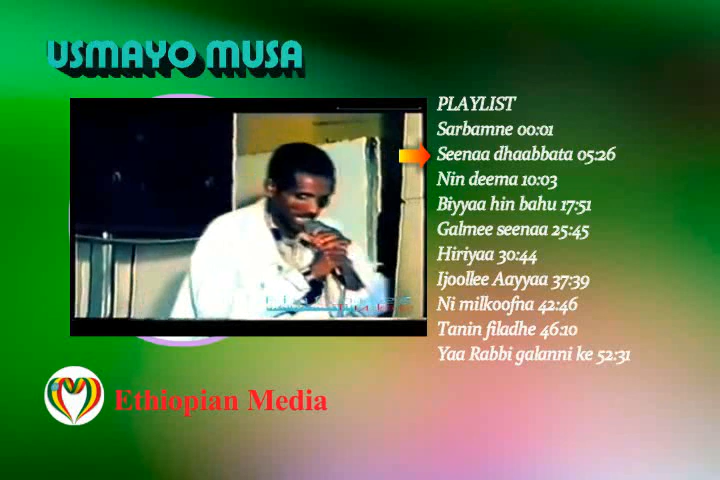 USMAYO MUSA
PLAYLIST
Sarbamne 00:01
Seenaa dhaabbata 05:26
Nin deema 10:03
Biyyaa hin bahu 17:51
Galmee seenaa 25:45
Hiriyaa 30:44
Ijoollee Aayyaa 37:39
Ni milkoofna 42:46
Tanin filadhe 46:10
Yaa Rabbi galanni ke 52:31
Ethiopian Media